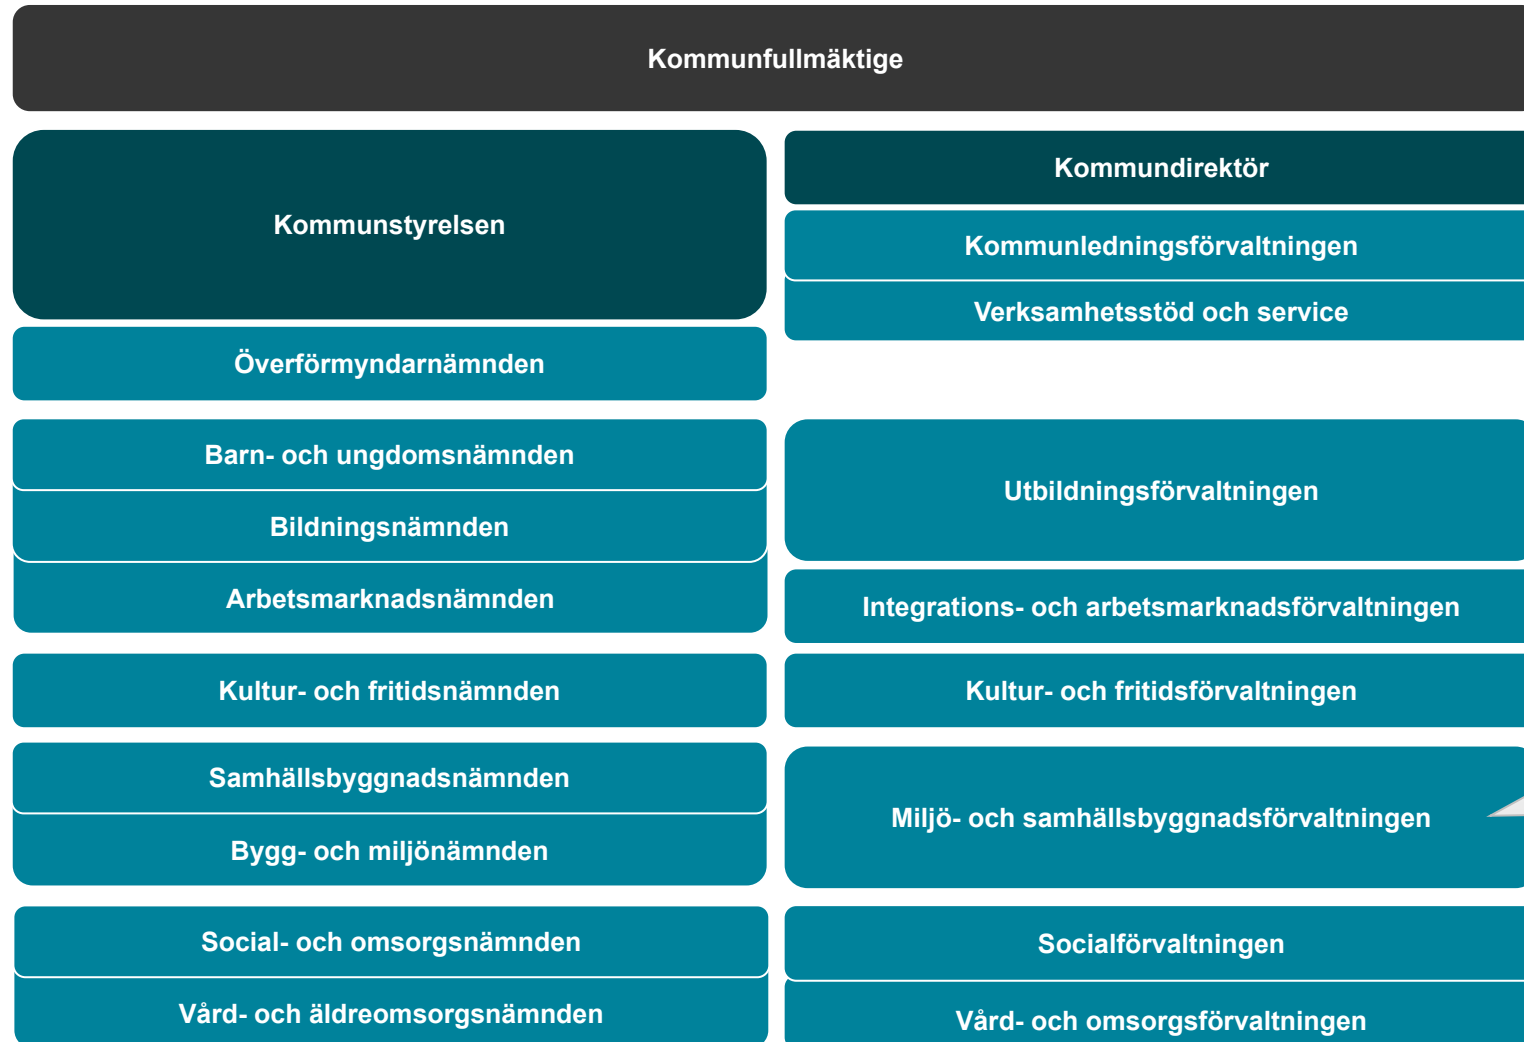 Kommunfullmäktige
Kommunstyrelsen
Överförmyndarnämnden
Barn- och ungdomsnämnden
Bildningsnämnden
Arbetsmarknadsnämnden
Kultur- och fritidsnämnden
Samhällsbyggnadsnämnden
Bygg- och miljönämnden
Social- och omsorgsnämnden
Vård- och äldreomsorgsnämnden
Kommundirektör
Kommunledningsförvaltningen
Verksamhetsstöd och service
Utbildningsförvaltningen
Integrations- och arbetsmarknadsförvaltningen
Kultur- och fritidsförvaltningen
Miljö- och samhällsbyggnadsförvaltningen
Socialförvaltningen
Vård- och omsorgsförvaltningen